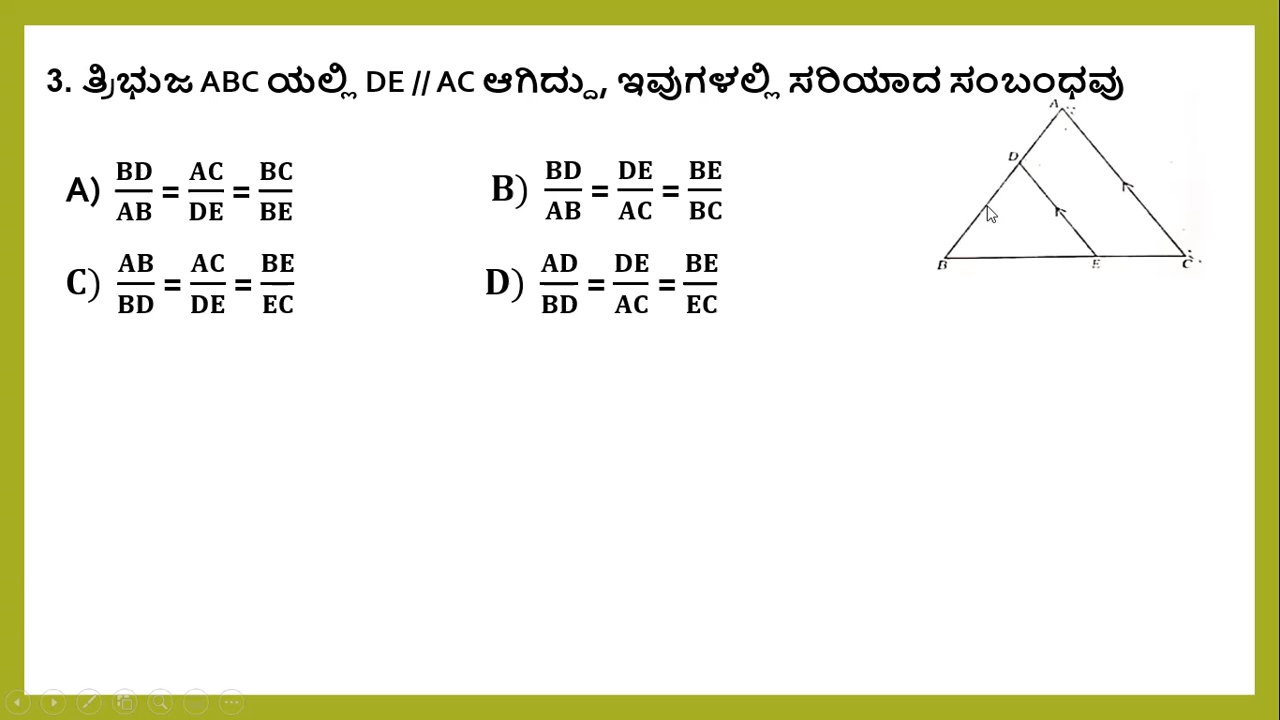 3. ತ್ರಿಭುಜ ABC ಯಲ್ಲಿ DE // AC ಆಗಿದ್ದು, ಇವುಗಳಲ್ಲಿ ಸರಿಯಾದ ಸಂಬಂಧವು
A) BD/AB = AC/DE = BC/BE
B) BD/AB = DE/AC = BE/BC
C) AB/BD = AC/DE = BE/EC
D) AD/BD = DE/AC = BE/EC
A
D
B E C